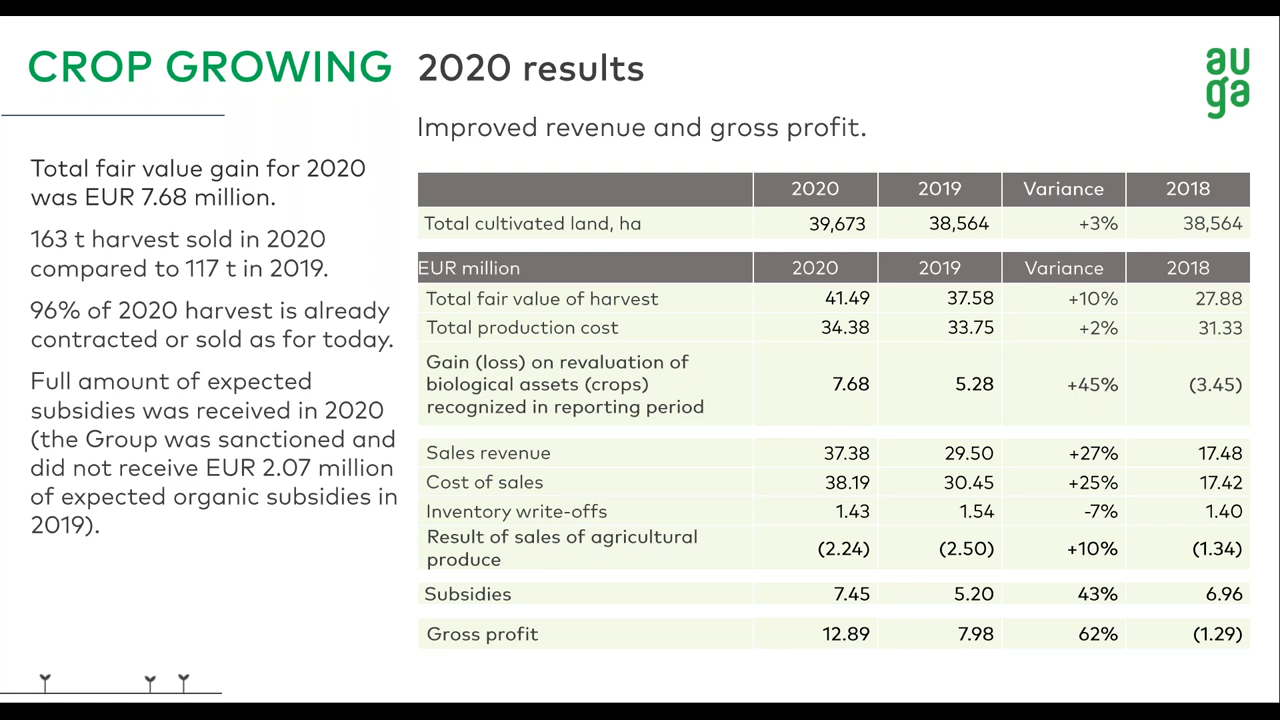 CROP GROWING 2020 results
au
ga
Improved revenue and gross profit.
Total fair value gain for 2020
was EUR 7.68 million.
163 t harvest sold in 2020
compared to 117 t in 2019.
96% of 2020 harvest is already
contracted or sold as for today.
Full amount of expected
subsidies was received in 2020
(the Group was sanctioned and
did not receive EUR 2.07 million
of expected organic subsidies in
2019).
2020 2019 Variance 2018
Total cultivated land, ha 39,673 38,564 +3% 38,564
EUR million 2020 2019 Variance 2018
Total fair value of harvest 41.49 37.58 +10% 27.88
Total production cost 34.38 33.75 +2% 31.33
Gain (loss) on revaluation of
biological assets (crops) 7.68 5.28 +45% (3.45)
recognized in reporting period
Sales revenue 37.38 29.50 +27% 17.48
Cost of sales 38.19 30.45 +25% 17.42
Inventory write-offs 1.43 1.54 -7% 1.40
Result of sales of agricultural
produce (2.24) (2.50) +10% (1.34)
Subsidies 7.45 5.20 43% 6.96
Gross profit 12.89 7.98 62% (1.29)